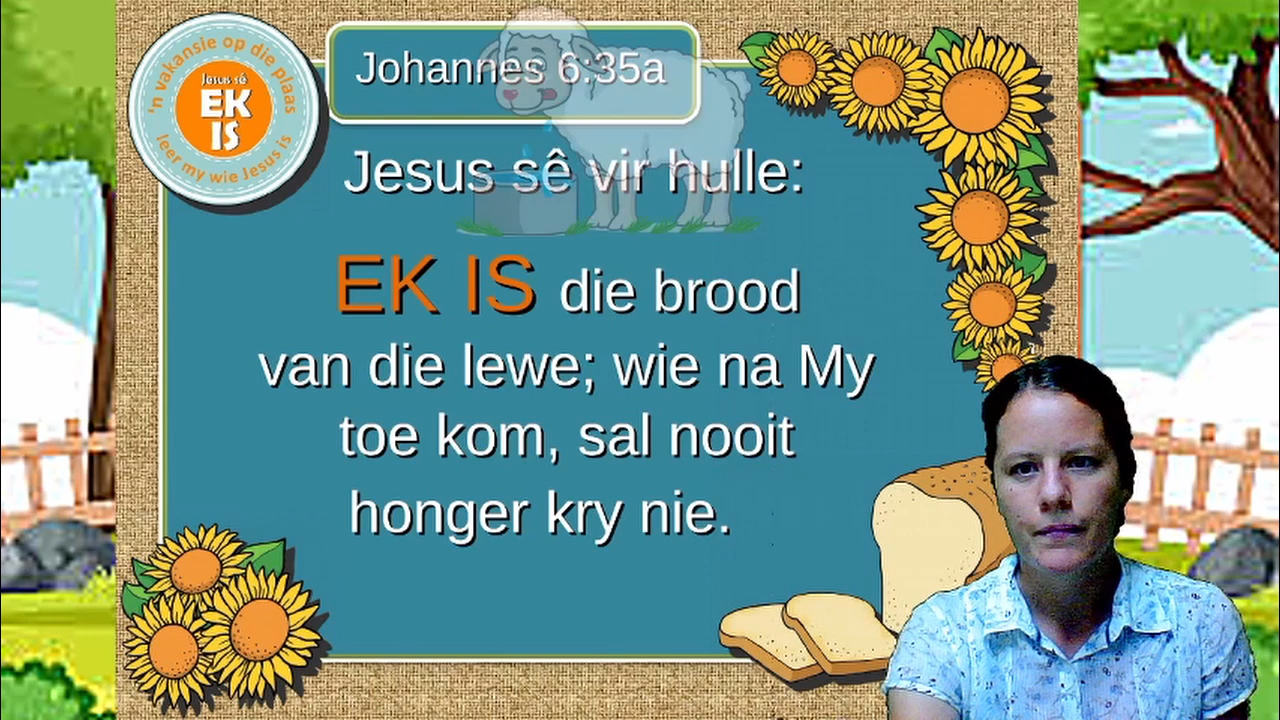 'n vakansie op die plaas
Jesus sê
EK
IS
leer my wie Jesus is
Johannes 6:35a
Jesus sê vir hulle:
EK IS die brood
van die lewe; wie na My
toe kom, sal nooit
honger kry nie.